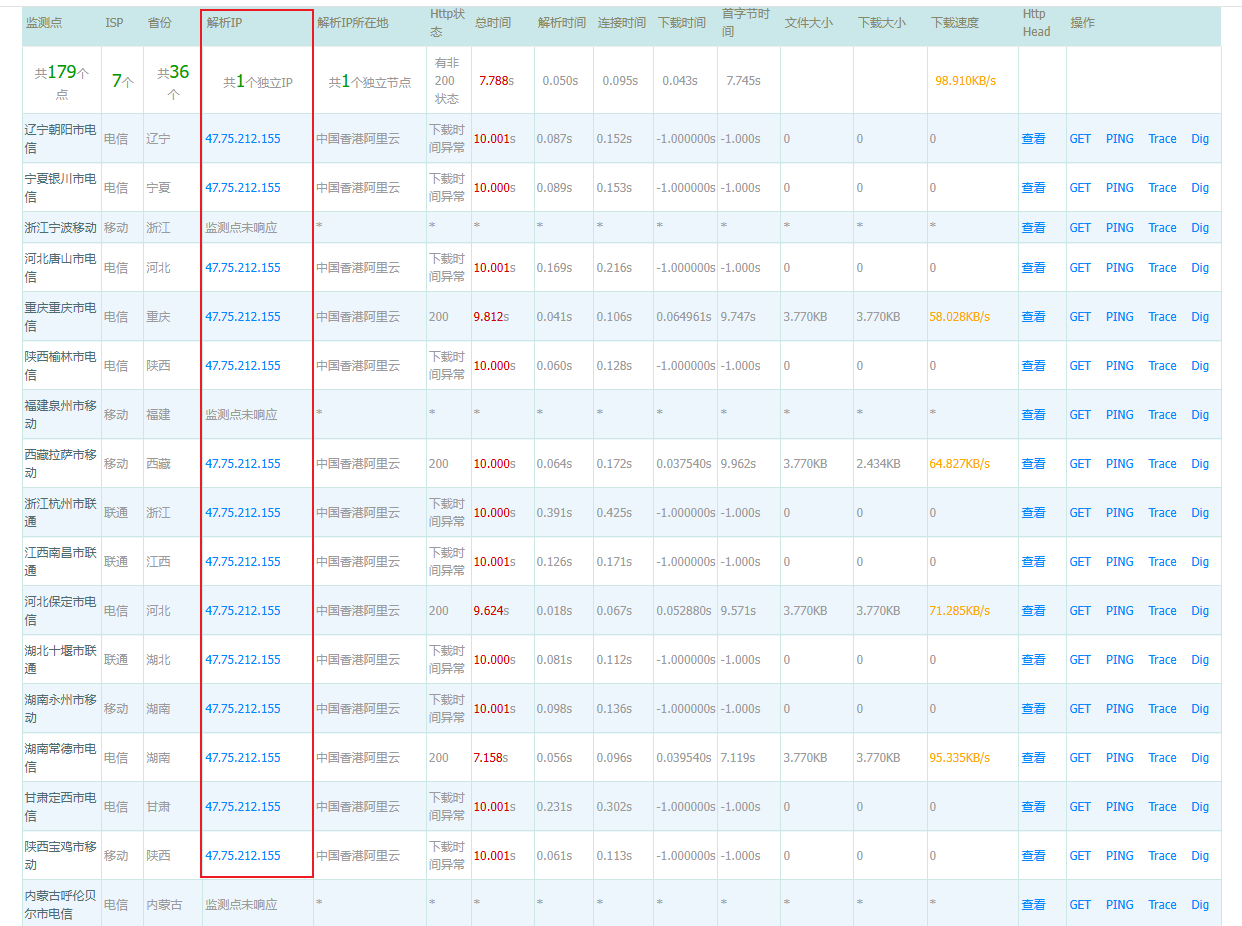 监测点 ISP 省份 解析IP 解析IP所在地 Http状态 总时间 解析时间 连接时间 下载时间 首字节时间 文件大小 下载大小 下载速度 Http Head 操作
共179个点 7个 共36个 共1个独立IP 共1个独立节点 有非200状态 7.788s 0.050s 0.095s 0.043s 7.745s 98.910KB/s
辽宁朝阳市电信 电信 辽宁 47.75.212.155 中国香港阿里云 下载时间异常 10.001s 0.087s 0.152s -1.000000s -1.000s 0 0 0 查看 GET PING Trace Dig
宁夏银川市电信 电信 宁夏 47.75.212.155 中国香港阿里云 下载时间异常 10.000s 0.089s 0.153s -1.000000s -1.000s 0 0 0 查看 GET PING Trace Dig
浙江宁波移动 移动 浙江 监测点未响应 * * * * * * * * * * 查看 GET PING Trace Dig
河北唐山市电信 电信 河北 47.75.212.155 中国香港阿里云 下载时间异常 10.001s 0.169s 0.216s -1.000000s -1.000s 0 0 0 查看 GET PING Trace Dig
重庆重庆市电信 电信 重庆 47.75.212.155 中国香港阿里云 200 9.812s 0.041s 0.106s 0.064961s 9.747s 3.770KB 3.770KB 58.028KB/s 查看 GET PING Trace Dig
陕西榆林市电信 电信 陕西 47.75.212.155 中国香港阿里云 下载时间异常 10.000s 0.060s 0.128s -1.000000s -1.000s 0 0 0 查看 GET PING Trace Dig
福建泉州市移动 移动 福建 监测点未响应 * * * * * * * * * * 查看 GET PING Trace Dig
西藏拉萨市移动 移动 西藏 47.75.212.155 中国香港阿里云 200 10.000s 0.064s 0.172s 0.037540s 9.962s 3.770KB 2.434KB 64.827KB/s 查看 GET PING Trace Dig
浙江杭州市联通 联通 浙江 47.75.212.155 中国香港阿里云 下载时间异常 10.000s 0.391s 0.425s -1.000000s -1.000s 0 0 0 查看 GET PING Trace Dig
江西南昌市联通 联通 江西 47.75.212.155 中国香港阿里云 下载时间异常 10.001s 0.126s 0.171s -1.000000s -1.000s 0 0 0 查看 GET PING Trace Dig
河北保定市电信 电信 河北 47.75.212.155 中国香港阿里云 200 9.624s 0.018s 0.067s 0.052880s 9.571s 3.770KB 3.770KB 71.285KB/s 查看 GET PING Trace Dig
湖北十堰市联通 联通 湖北 47.75.212.155 中国香港阿里云 下载时间异常 10.000s 0.081s 0.112s -1.000000s -1.000s 0 0 0 查看 GET PING Trace Dig
湖南永州市移动 移动 湖南 47.75.212.155 中国香港阿里云 下载时间异常 10.001s 0.098s 0.136s -1.000000s -1.000s 0 0 0 查看 GET PING Trace Dig
湖南常德市电信 电信 湖南 47.75.212.155 中国香港阿里云 200 7.158s 0.056s 0.096s 0.039540s 7.119s 3.770KB 3.770KB 95.335KB/s 查看 GET PING Trace Dig
甘肃定西市电信 电信 甘肃 47.75.212.155 中国香港阿里云 下载时间异常 10.001s 0.231s 0.302s -1.000000s -1.000s 0 0 0 查看 GET PING Trace Dig
陕西宝鸡市移动 移动 陕西 47.75.212.155 中国香港阿里云 下载时间异常 10.001s 0.061s 0.113s -1.000000s -1.000s 0 0 0 查看 GET PING Trace Dig
内蒙古呼伦贝尔市电信 电信 内蒙古 监测点未响应 * * * * * * * * * * 查看 GET PING Trace Dig